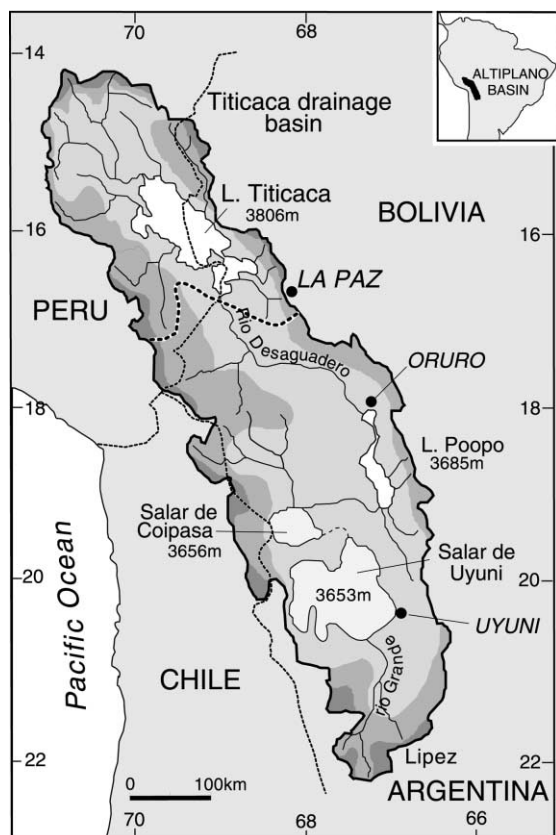 70
68
14
ALTIPLANO
BASIN
Titicaca drainage
basin
L. Titicaca
3806m
BOLIVIA
16
16
LA PAZ
PERU
Rio Desaguadero
ORURO
18
18
L. Poopo
3685m
Salar de
Coipasa
3656m
Salar de
Uyuni
20
20
3653m
UYUNI
Pacific Ocean
CHILE
rio Grande
22
22
Lipez
0
100km
ARGENTINA
70
68
66